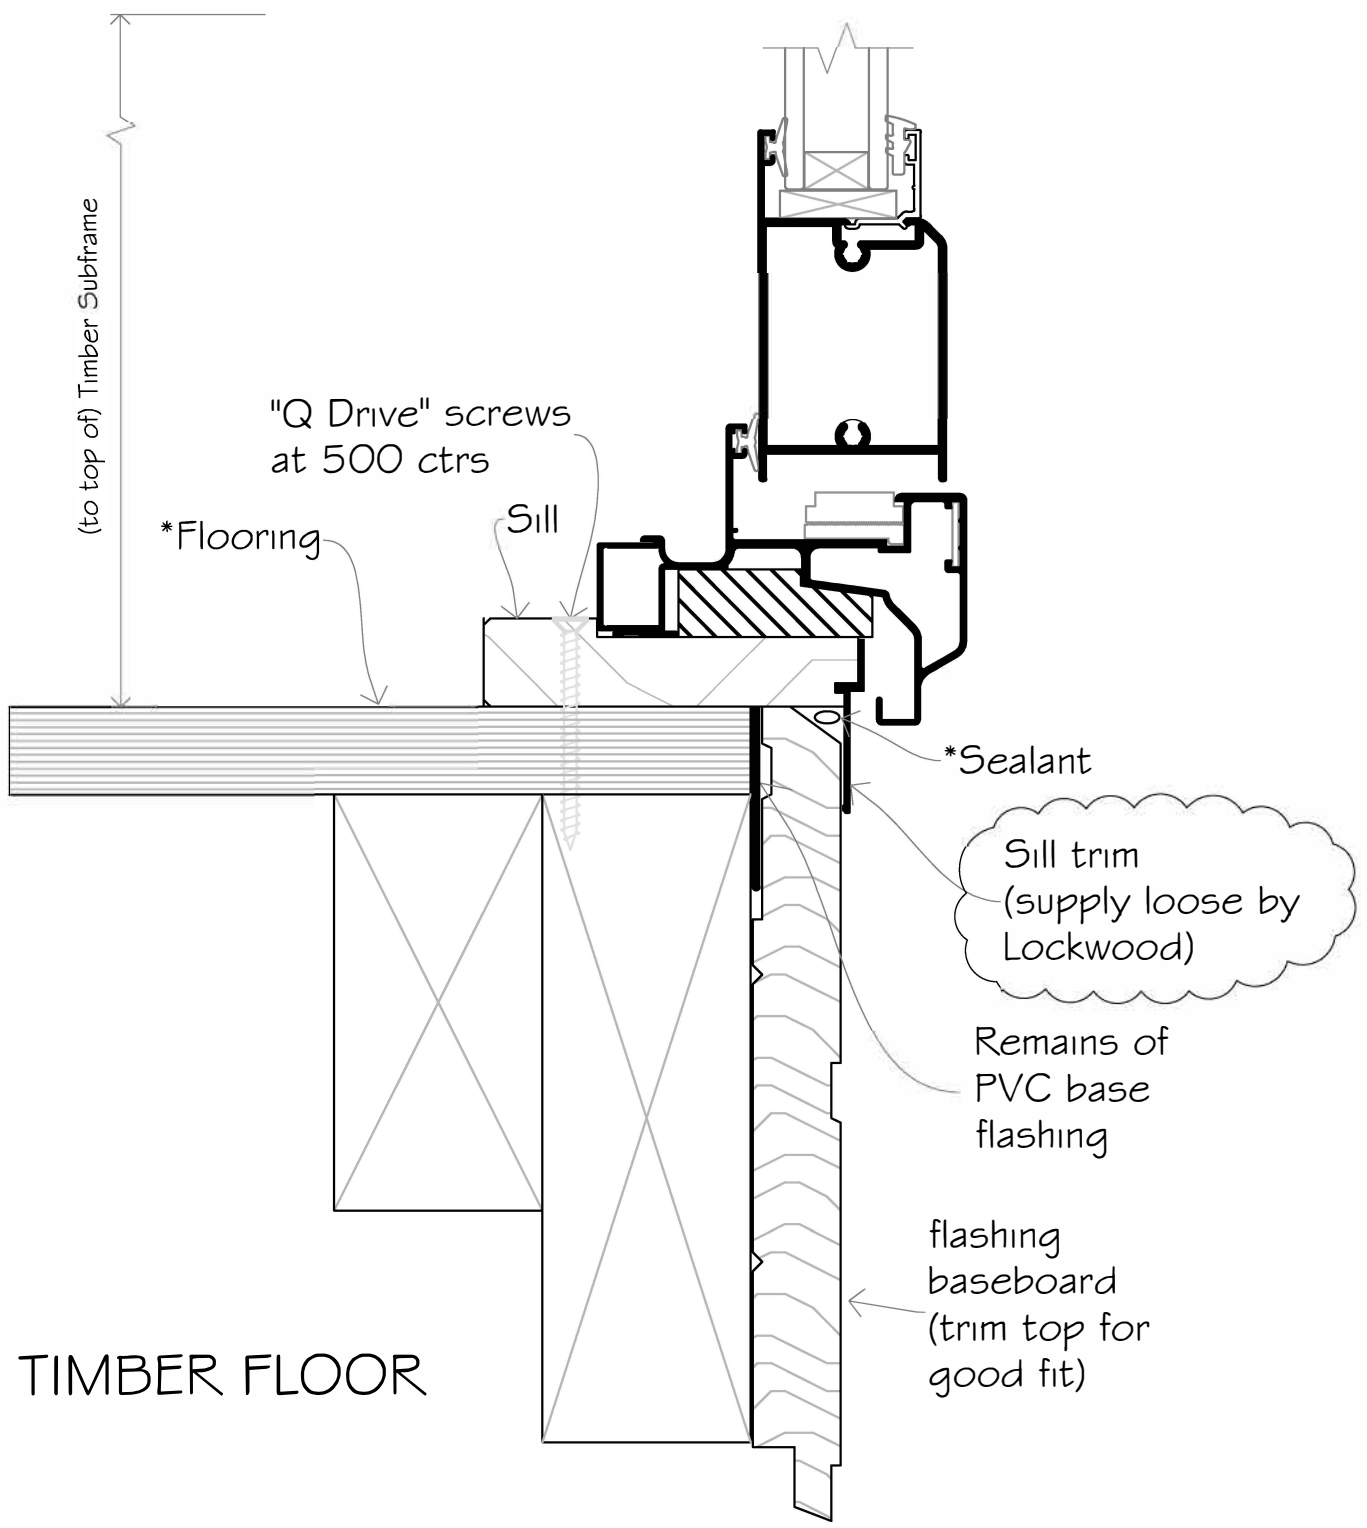 (to top of) Timber Subframe
"Q Drive" screws
at 500 ctrs
Sill
*Flooring
*Sealant
Sill trim
(supply loose by
Lockwood)
Remains of
PVC base
flashing
flashing
baseboard
(trim top for
good fit)
TIMBER FLOOR